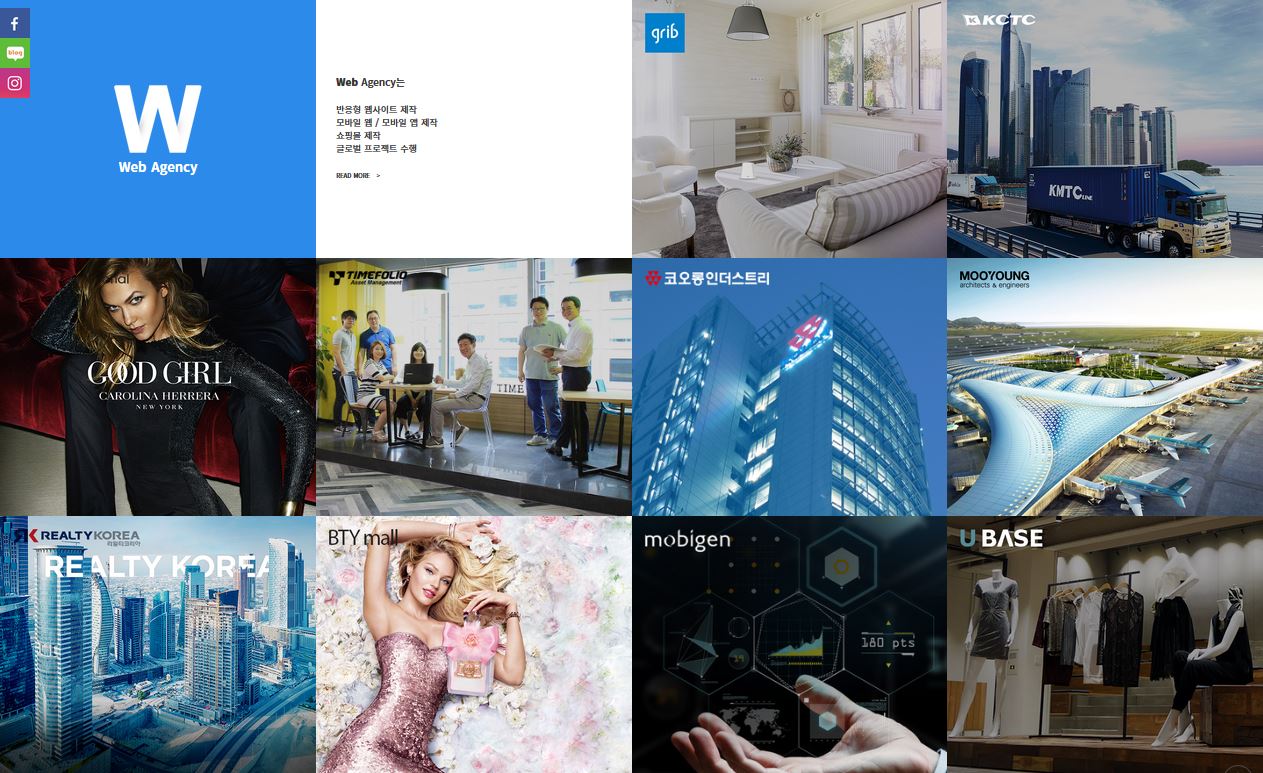 f
blog
W
Web Agency
Web Agency는
반응형 웹사이트 제작
모바일 웹 / 모바일 앱 제작
쇼핑몰 제작
글로벌 프로젝트 수행
READ MORE >
grib
KCTC
KMTC LINE
mall
GOOD GIRL
CAROLINA HERRERA
NEW YORK
TIMEFOLIO
Asset Management
TIME
코오롱인더스트리
MOOYOUNG
architects & engineers
REALTYKOREA
리얼티코리아
REALTY KOREA
BTY mall
mobigen
180 pts
U BASE